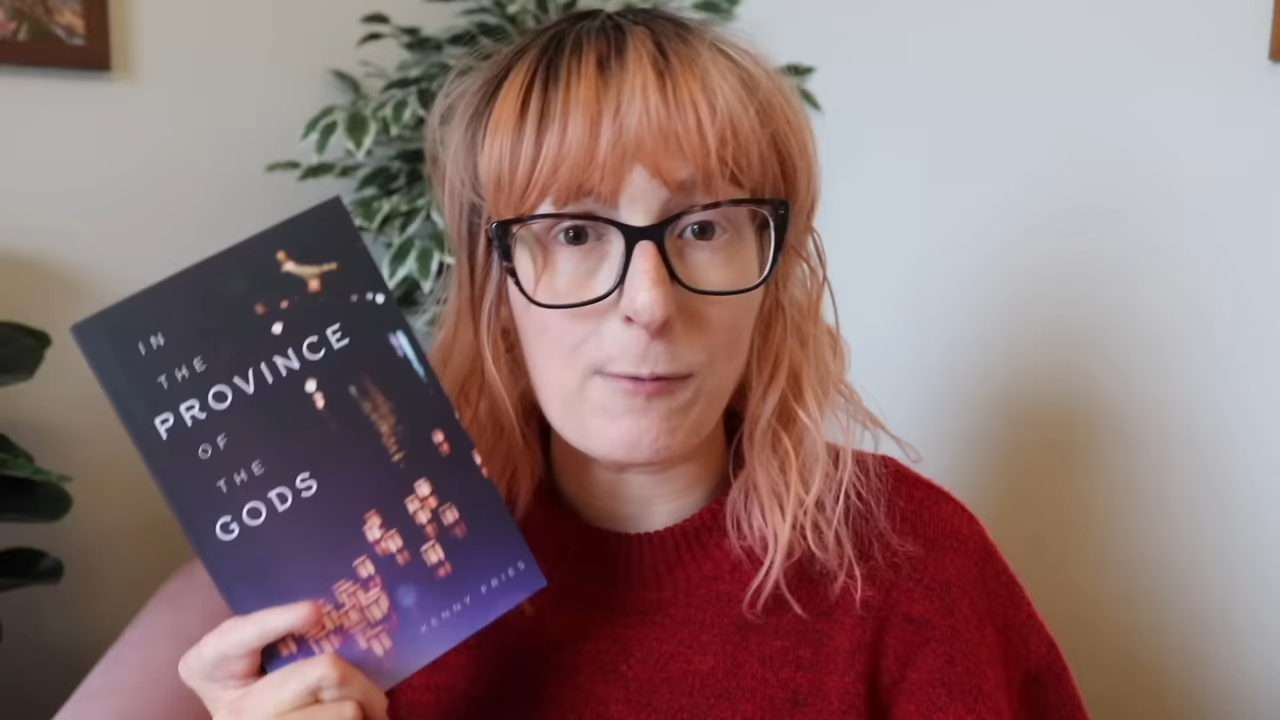 IN
THE
PROVINCE
OF
THE
GODS
KENNY FRIES